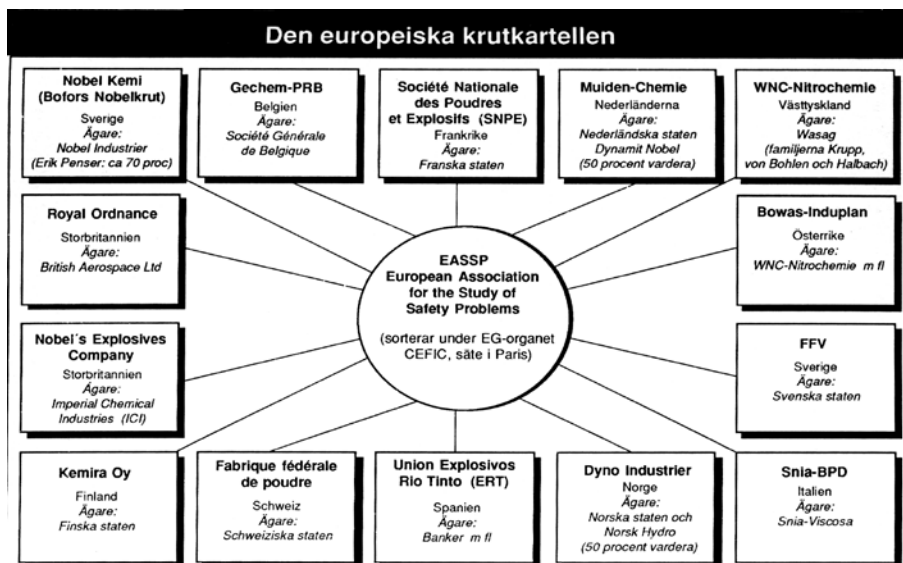 Den europeiska krutkartellen
Nobel Kemi
(Bofors Nobelkrut)
Sverige
Ägare:
Nobel Industrier
(Erik Penser: ca 70 proc)
Gechem-PRB
Belgien
Ägare:
Société Générale
de Belgique
Société Nationale
des Poudres
et Explosifs (SNPE)
Frankrike
Ägare:
Franska staten
Muiden-Chemie
Nederländerna
Ägare:
Nederländska staten
Dynamit Nobel
(50 procent vardera)
WNC-Nitrochemie
Västtyskland
Ägare:
Wasag
(familjerna Krupp,
von Bohlen och Halbach)
Royal Ordnance
Storbritannien
Ägare:
British Aerospace Ltd
EASSP
European Association
for the Study of
Safety Problems
(sorterar under EG-organet
CEFIC, säte i Paris)
Bowas-Induplan
Österrike
Ägare:
WNC-Nitrochemie m fl
Nobel´s Explosives
Company
Storbritannien
Ägare:
Imperial Chemical
Industries (ICI)
FFV
Sverige
Ägare:
Svenska staten
Kemira Oy
Finland
Ägare:
Finska staten
Fabrique fédérale
de poudre
Schweiz
Ägare:
Schweiziska staten
Union Explosivos
Rio Tinto (ERT)
Spanien
Ägare:
Banker m fl
Dyno Industrier
Norge
Ägare:
Norska staten och
Norsk Hydro
(50 procent vardera)
Snia-BPD
Italien
Ägare:
Snia-Viscosa